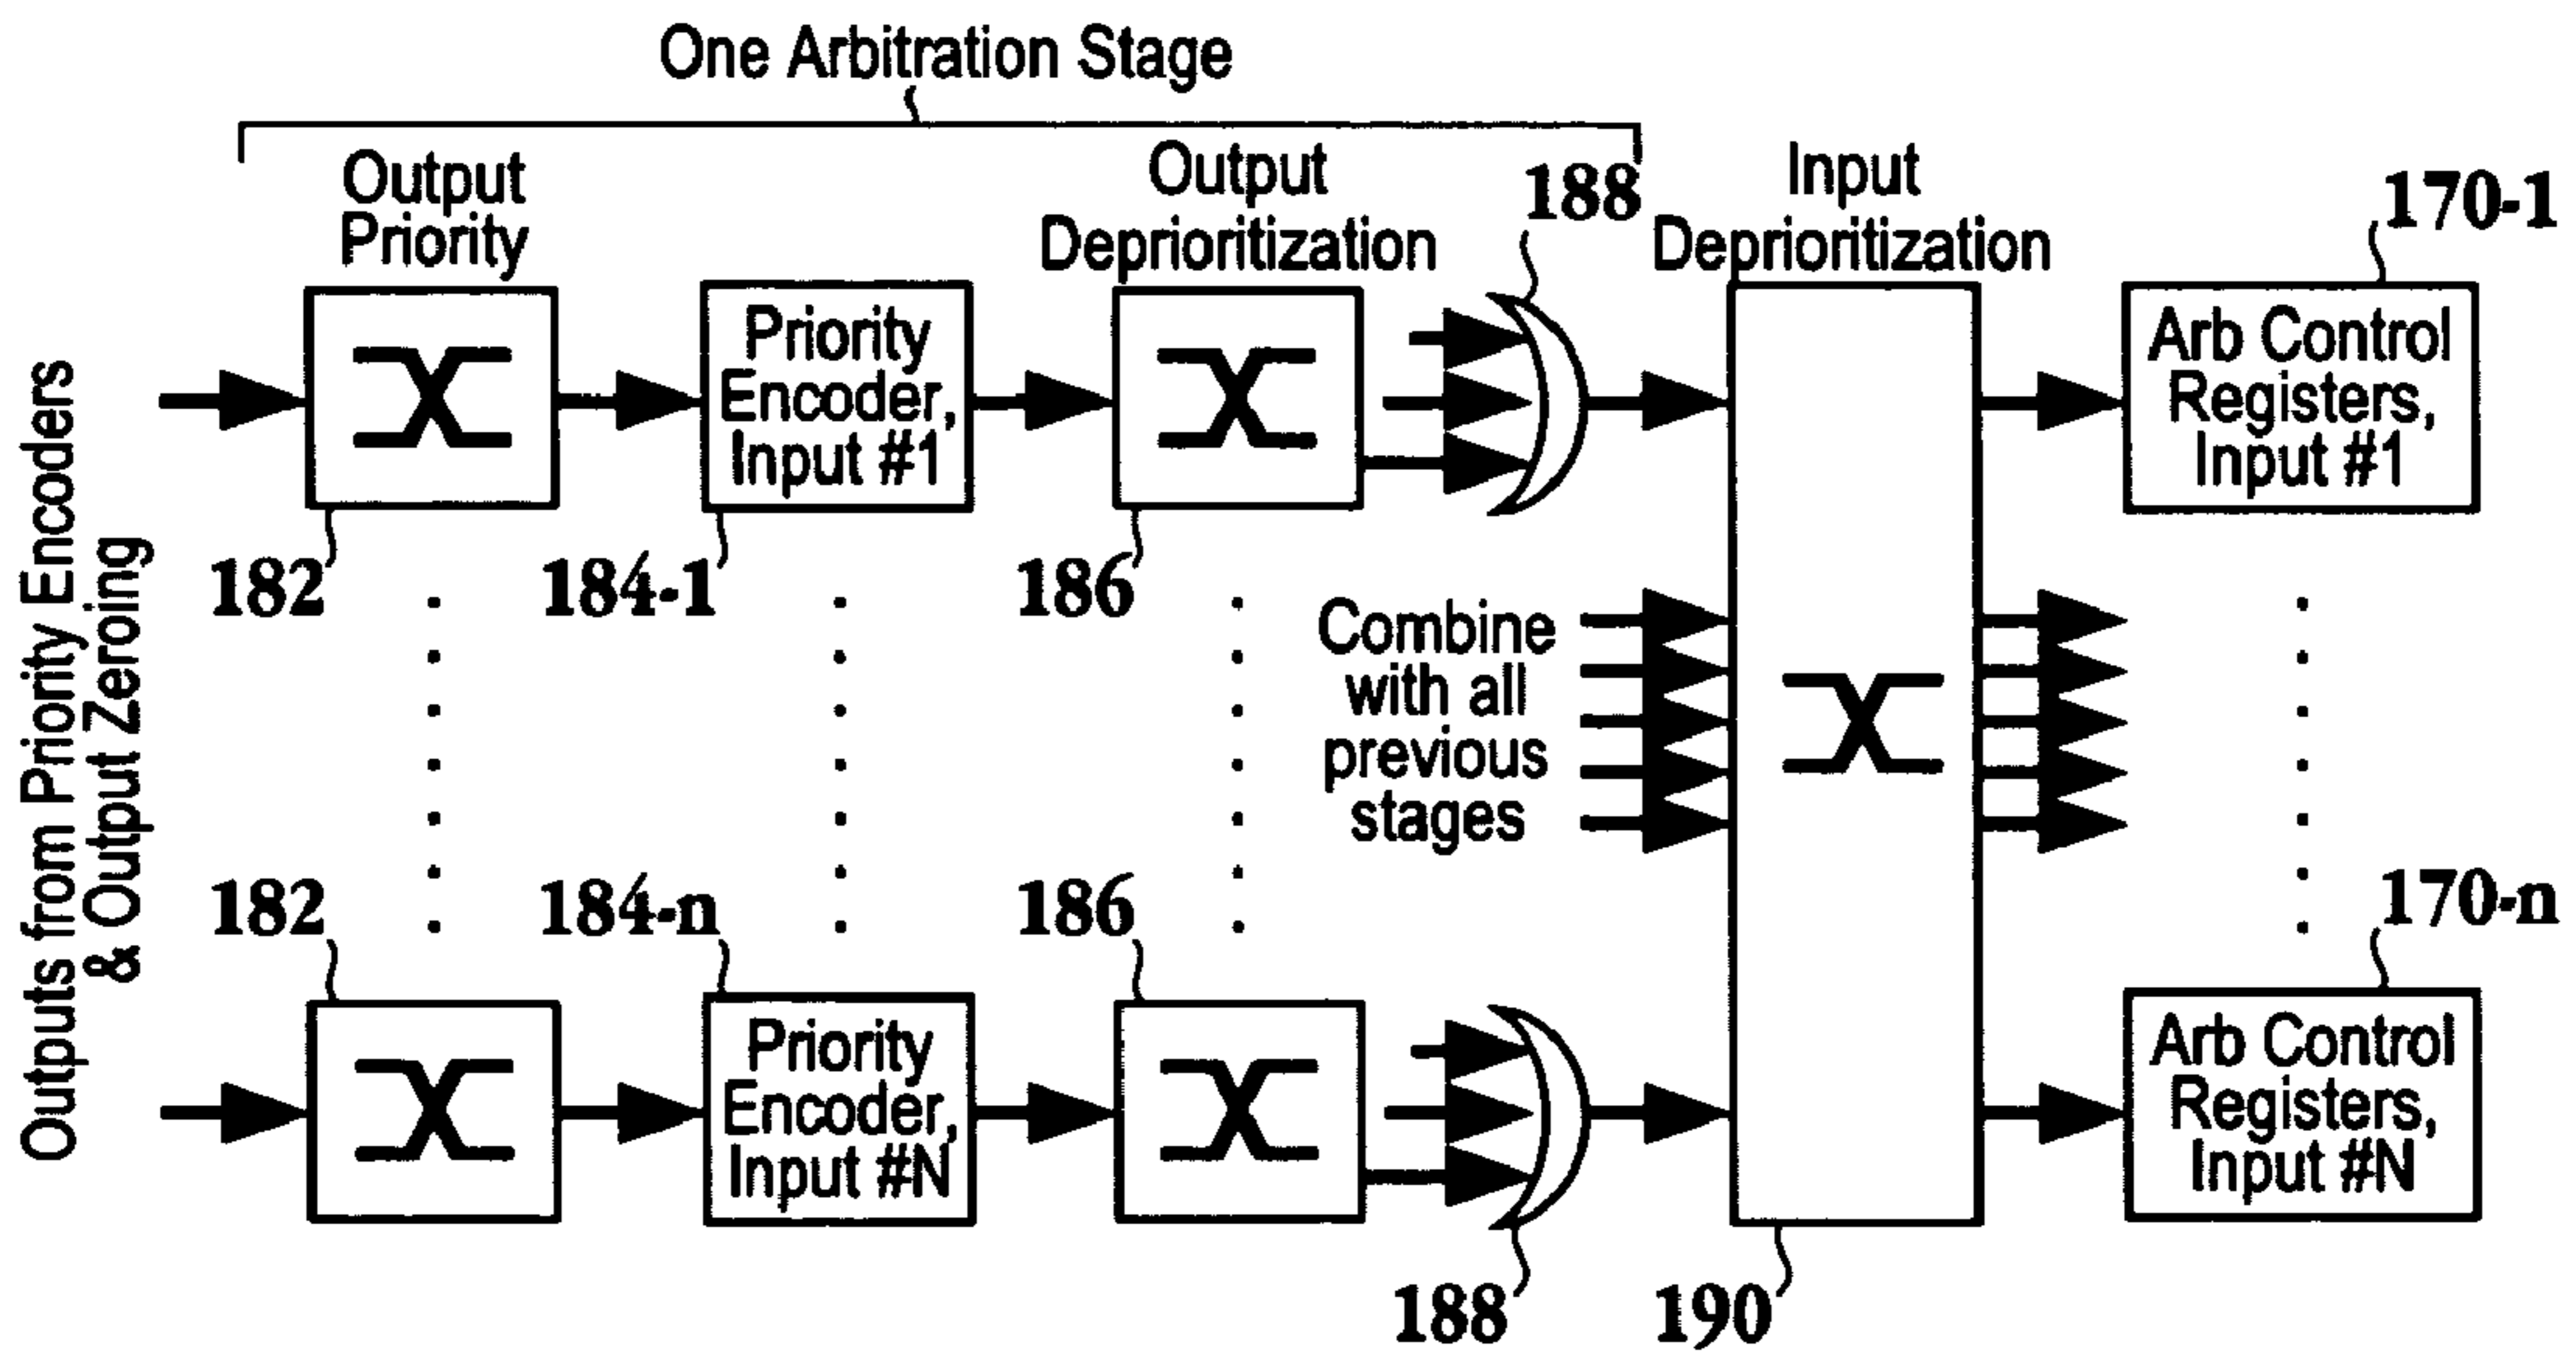 One Arbitration Stage
Output
Priority
Output
Deprioritization
188
Input
Deprioritization
170-1
Priority
Encoder,
Input #1
Arb Control
Registers,
Input #1
182
184-1
186
Outputs from Priority Encoders
& Output Zeroing
Combine
with all
previous
stages
182
184-n
186
170-n
Priority
Encoder,
Input #N
Arb Control
Registers,
Input #N
188
190